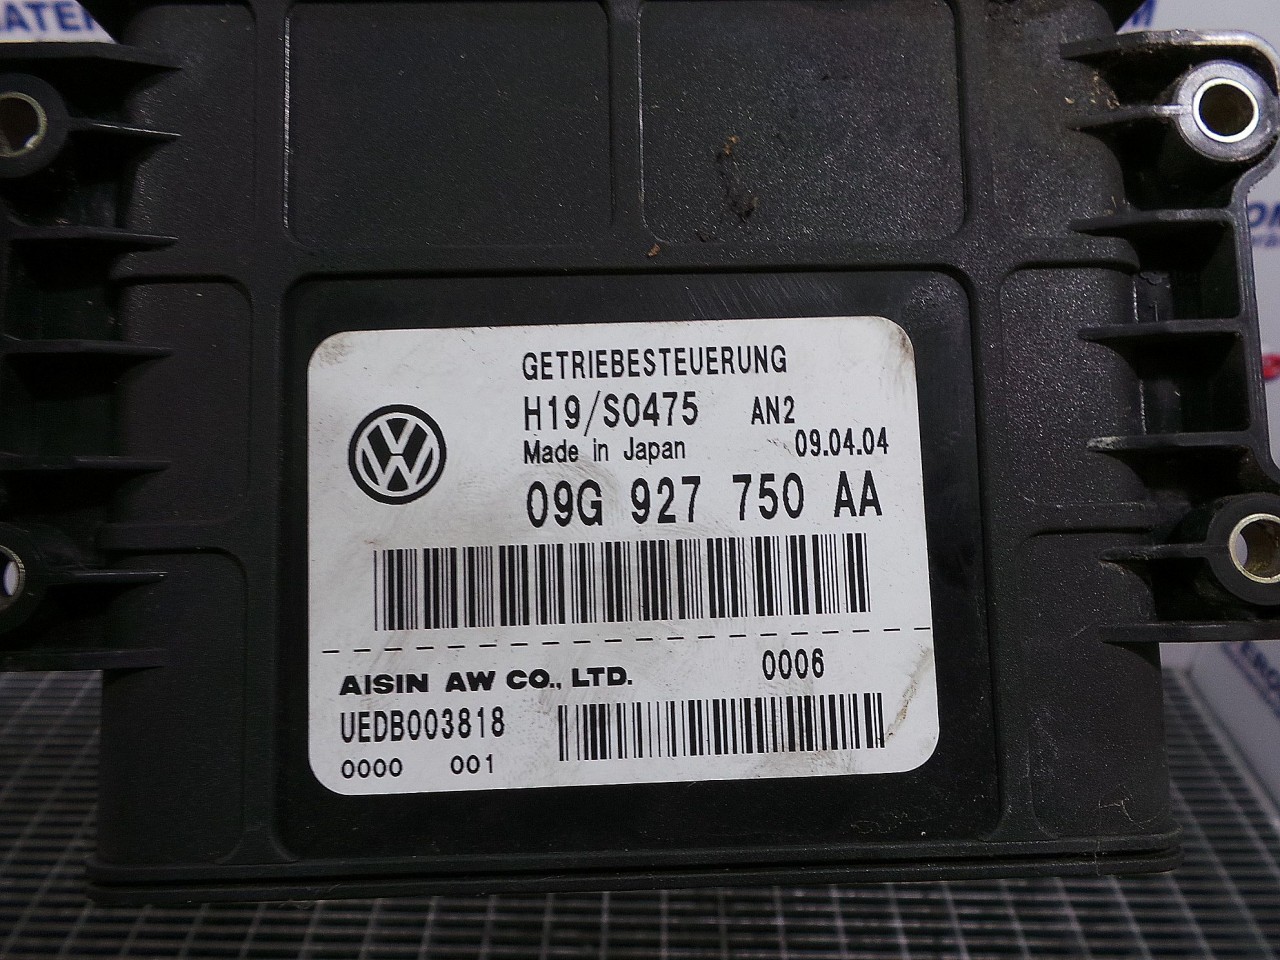 GETRIEBESTEUERUNG
H19/S0475 AN2
Made in Japan 09.04.04
09G 927 750 AA
AISIN AW CO., LTD. 0006
UEDB003818
0000 001